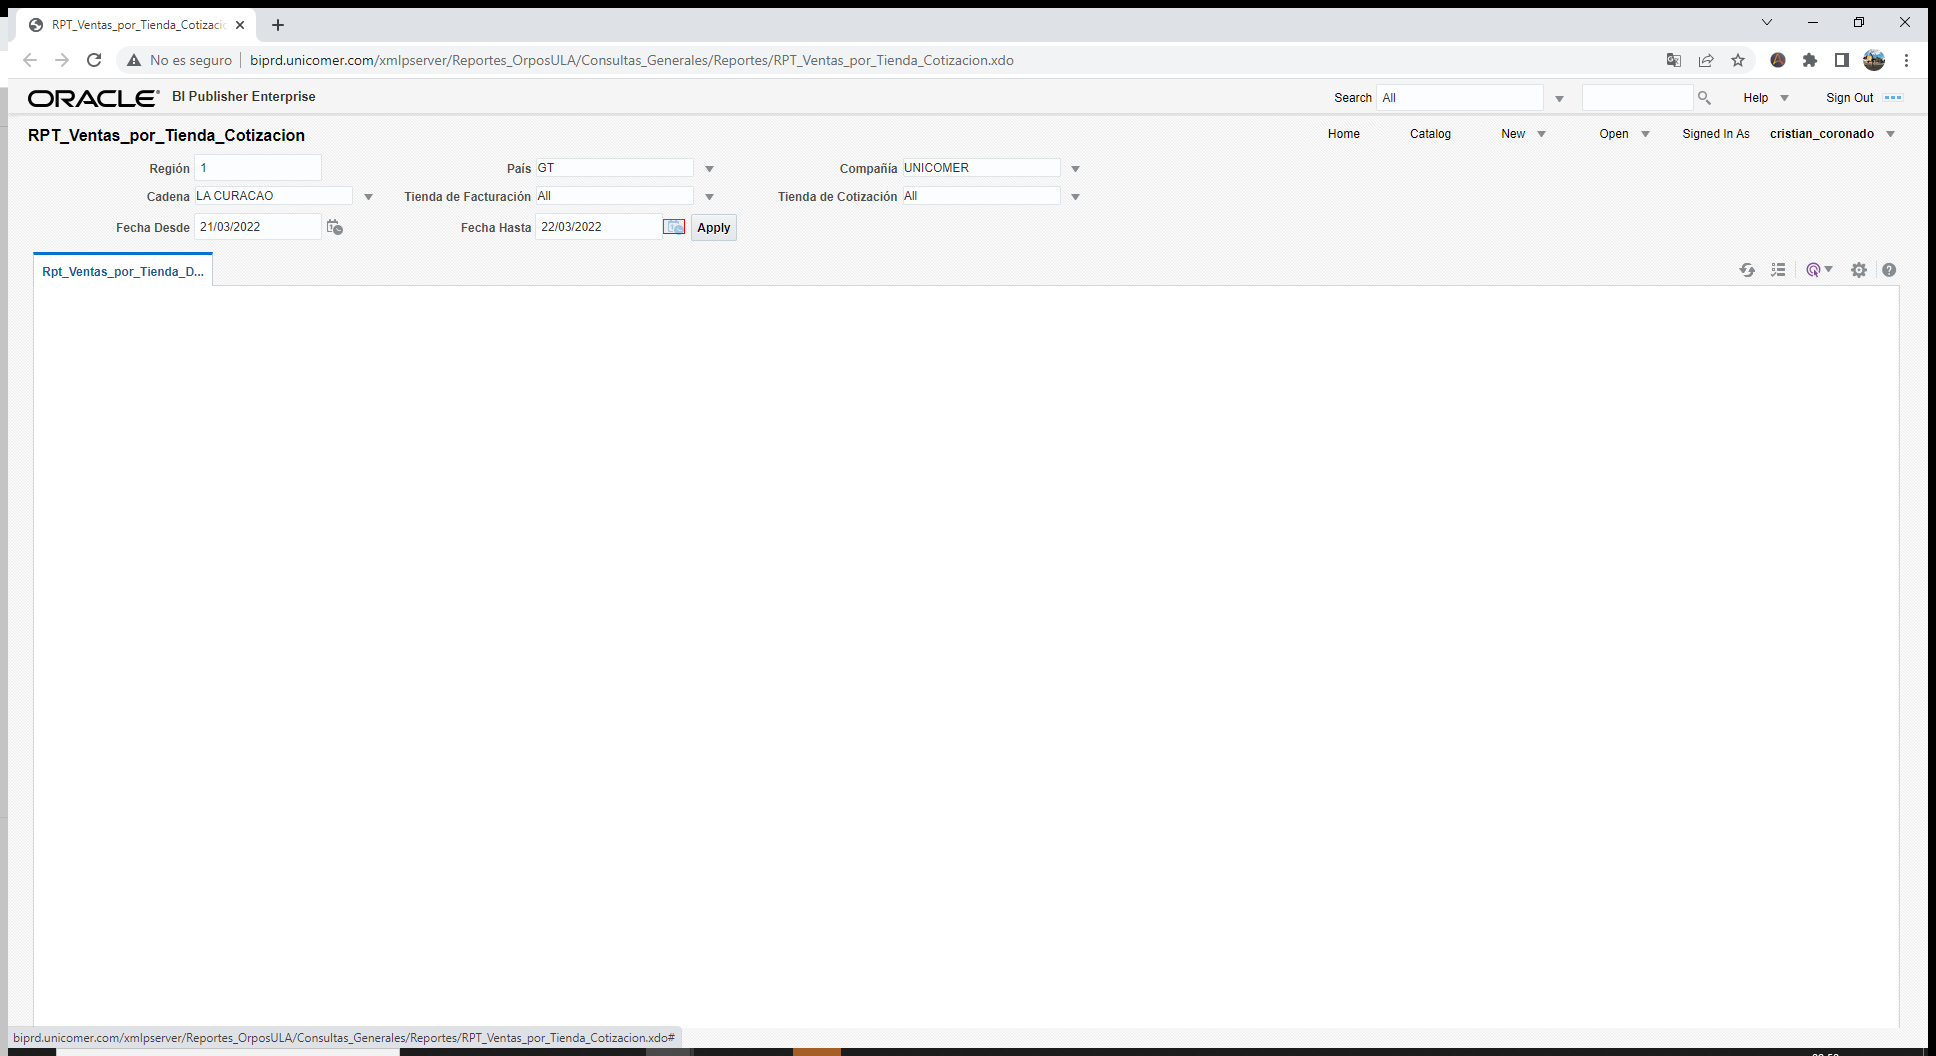 RPT_Ventas_por_Tienda_Cotizaci
No es seguro | biprd.unicomer.com/xmlpserver/Reportes_OrposULA/Consultas_Generales/Reportes/RPT_Ventas_por_Tienda_Cotizacion.xdo
ORACLE BI Publisher Enterprise Search All Help Sign Out
RPT_Ventas_por_Tienda_Cotizacion Home Catalog New Open Signed In As cristian_coronado
Región 1 País GT Compañía UNICOMER
Cadena LA CURACAO Tienda de Facturación All Tienda de Cotización All
Fecha Desde 21/03/2022 Fecha Hasta 22/03/2022 Apply
Rpt_Ventas_por_Tienda_D...
biprd.unicomer.com/xmlpserver/Reportes_OrposULA/Consultas_Generales/Reportes/RPT_Ventas_por_Tienda_Cotizacion.xdo#